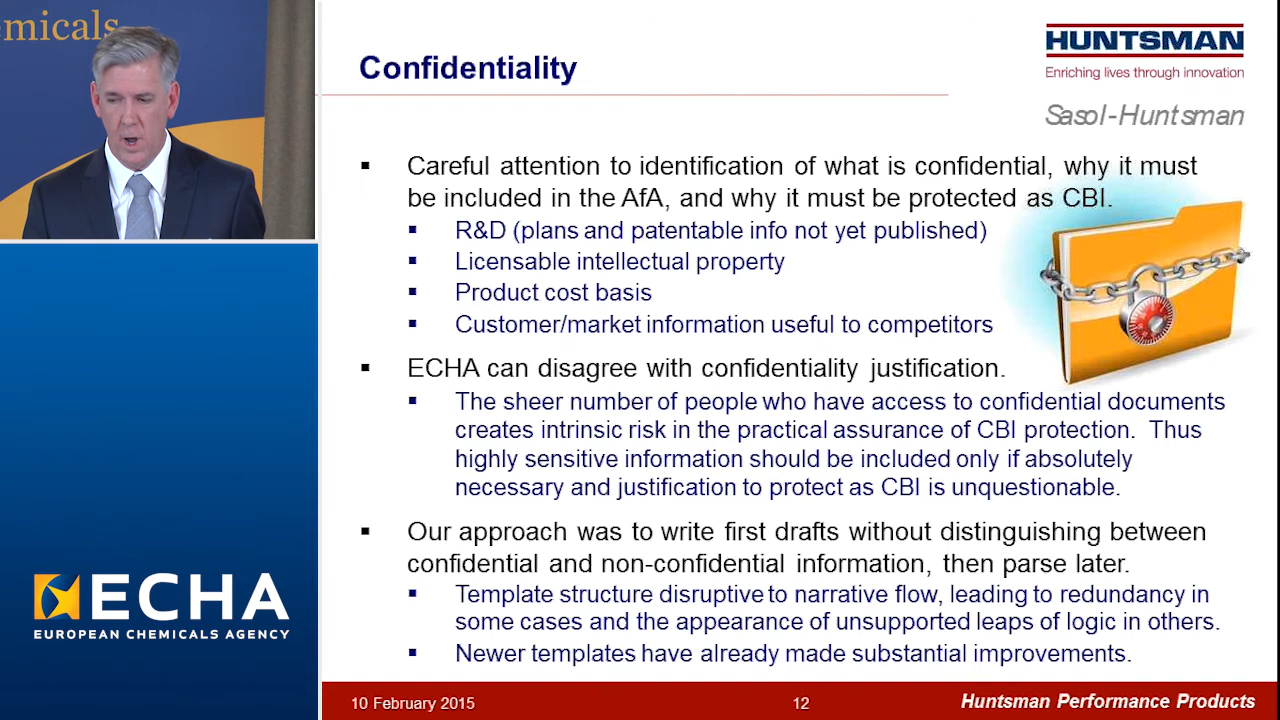 emicals
HUNTSMAN
Enriching lives through innovation
Confidentiality
Sasol-Huntsman
▪ Careful attention to identification of what is confidential, why it must
be included in the AfA, and why it must be protected as CBI.
▪ R&D (plans and patentable info not yet published)
▪ Licensable intellectual property
▪ Product cost basis
▪ Customer/market information useful to competitors
▪ ECHA can disagree with confidentiality justification.
▪ The sheer number of people who have access to confidential documents
creates intrinsic risk in the practical assurance of CBI protection. Thus
highly sensitive information should be included only if absolutely
necessary and justification to protect as CBI is unquestionable.
▪ Our approach was to write first drafts without distinguishing between
confidential and non-confidential information, then parse later.
▪ Template structure disruptive to narrative flow, leading to redundancy in
some cases and the appearance of unsupported leaps of logic in others.
▪ Newer templates have already made substantial improvements.
ECHA
EUROPEAN CHEMICALS AGENCY
10 February 2015
12
Huntsman Performance Products